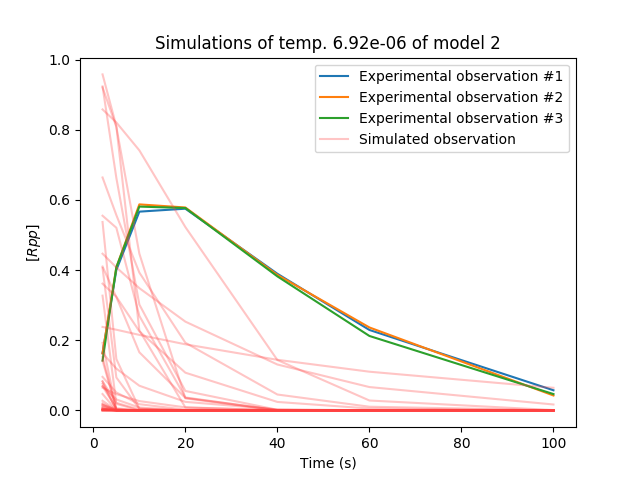 Simulations of temp. 6.92e-06 of model 2
Experimental observation #1
Experimental observation #2
Experimental observation #3
Simulated observation
[Rpp]
1.0
0.8
0.6
0.4
0.2
0.0
0 20 40 60 80 100
Time (s)